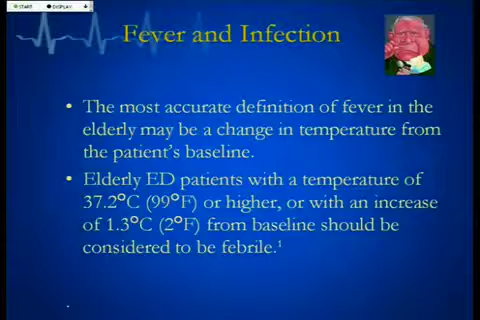 START DISPLAY
Fever and Infection
• The most accurate definition of fever in the
elderly may be a change in temperature from
the patient's baseline.
• Elderly ED patients with a temperature of
37.2°C (99°F) or higher, or with an increase
of 1.3°C (2°F) from baseline should be
considered to be febrile.¹